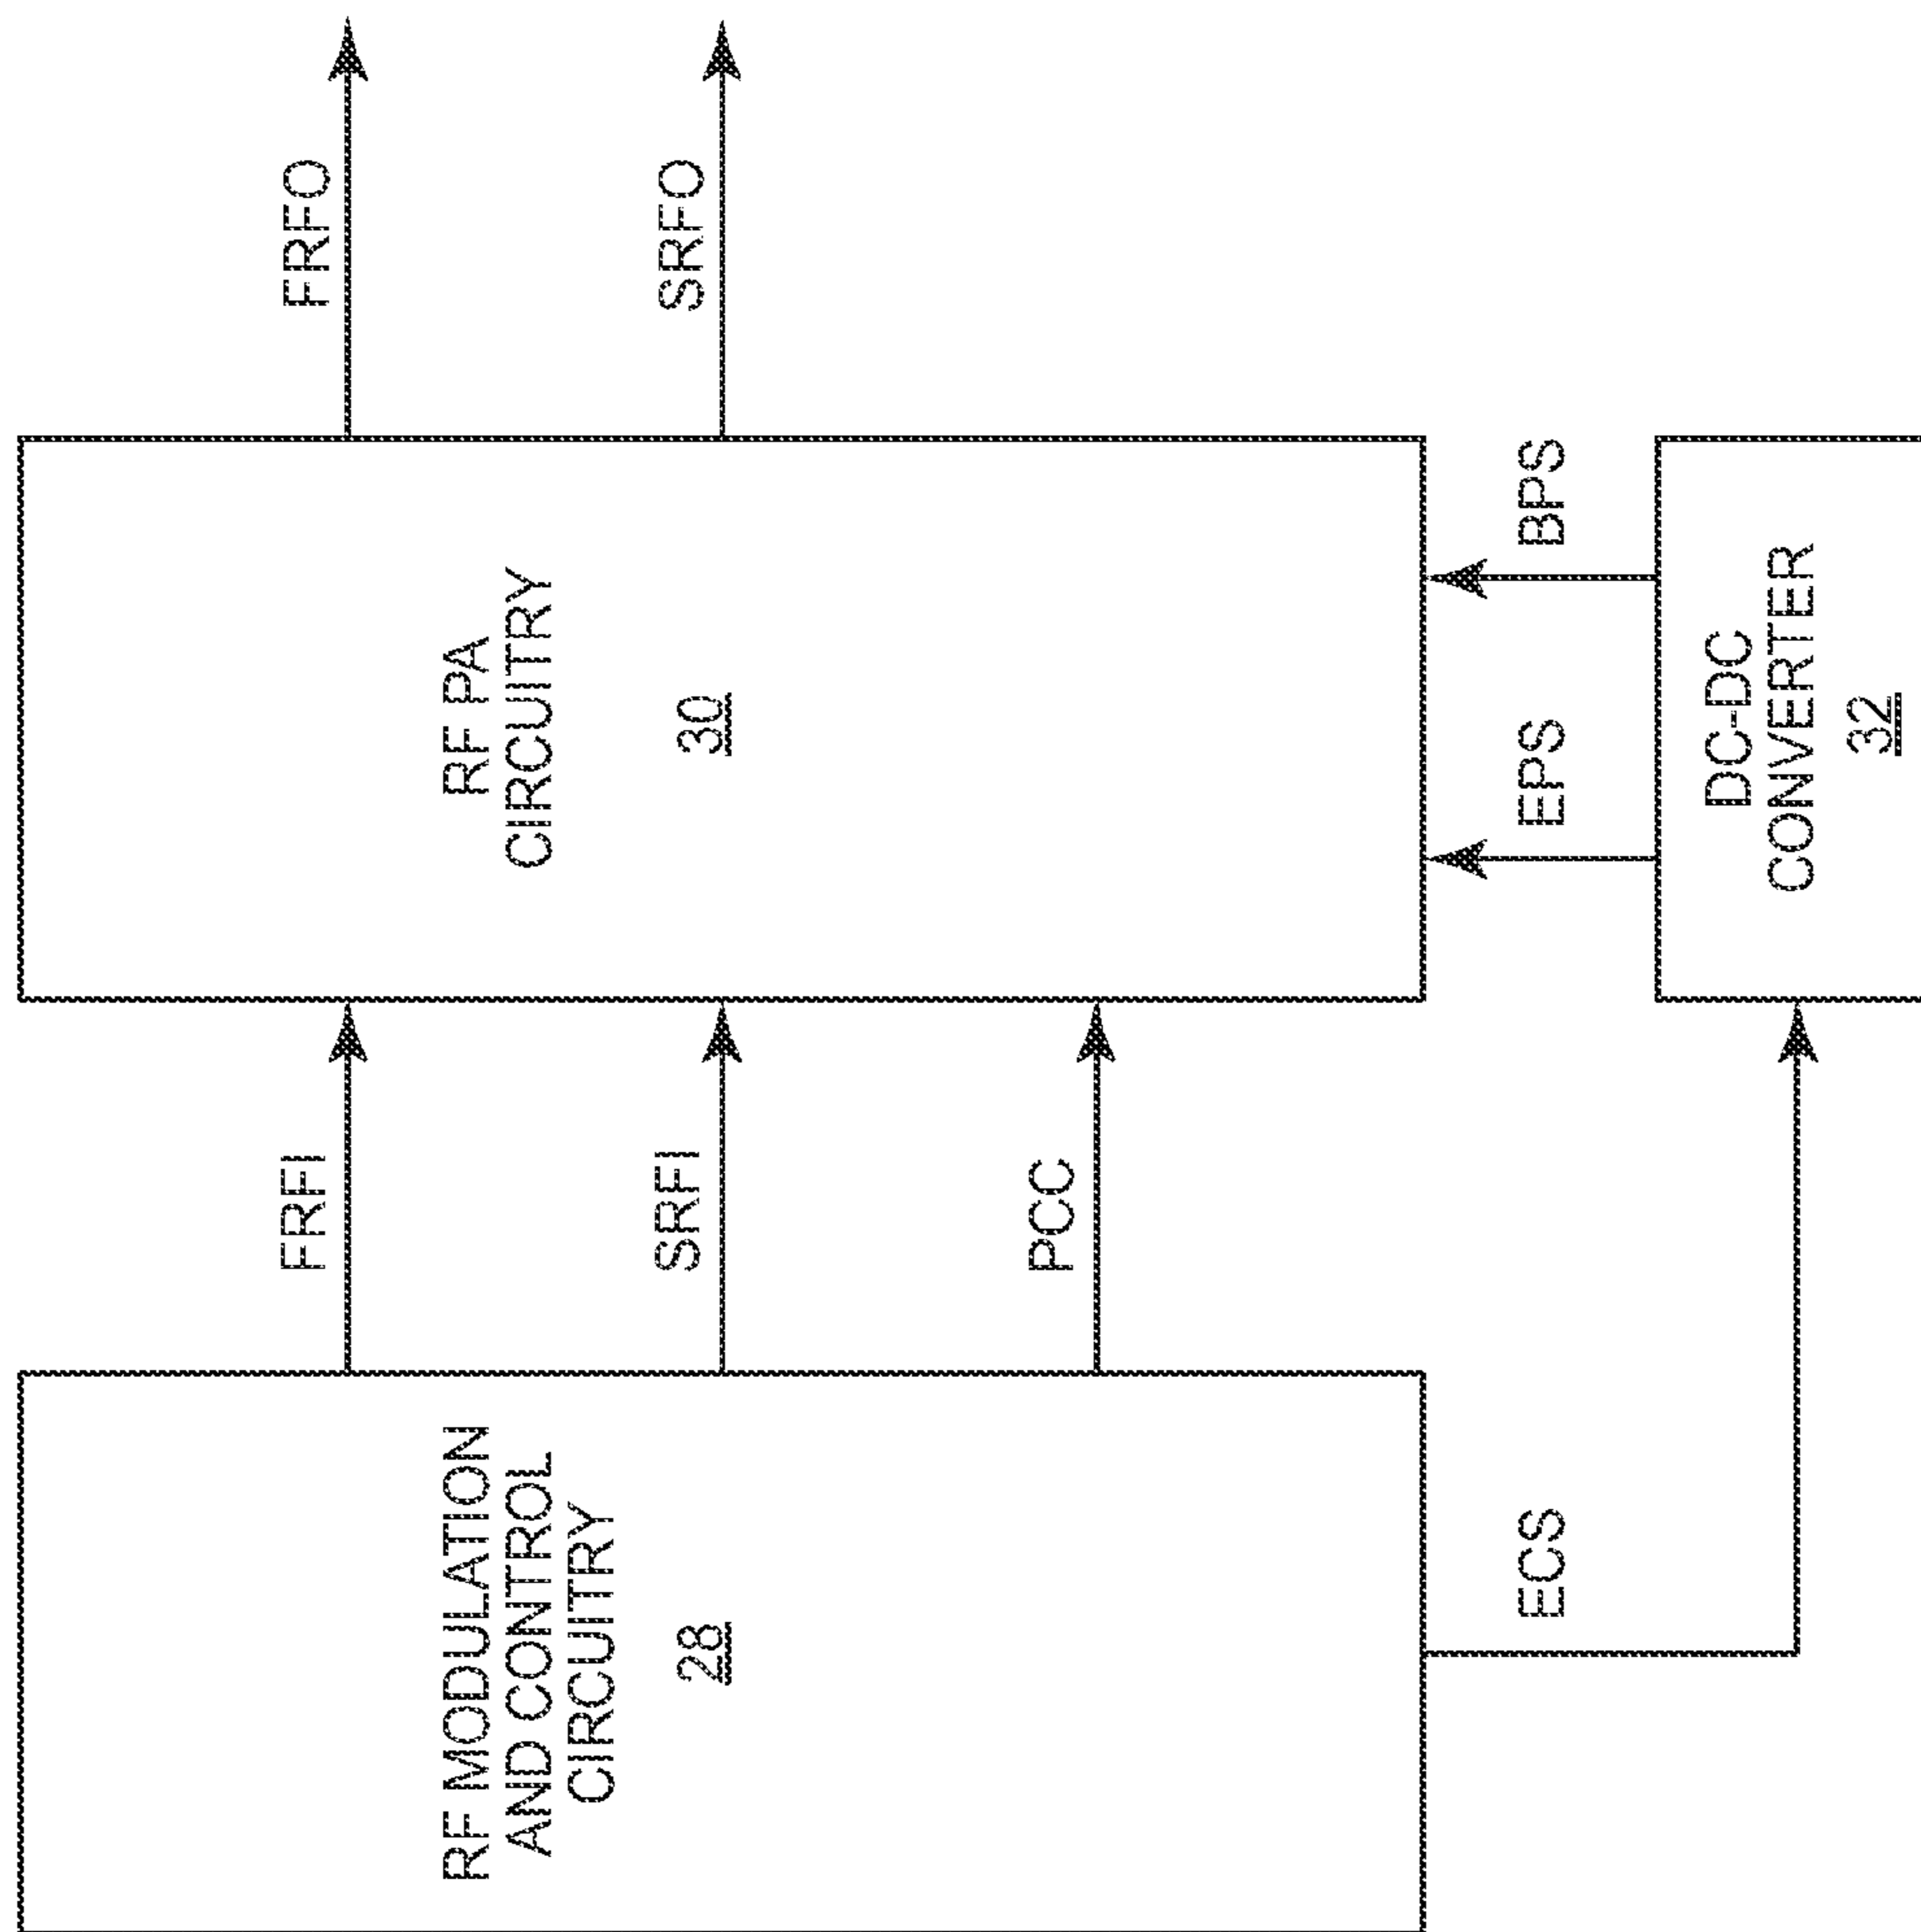 RF MODULATION
AND CONTROL
CIRCUITRY
28
FRFI
SRFI
PCC
ECS
RF PA
CIRCUITRY
30
FRFO
SRFO
EPS
BPS
DC-DC
CONVERTER
32